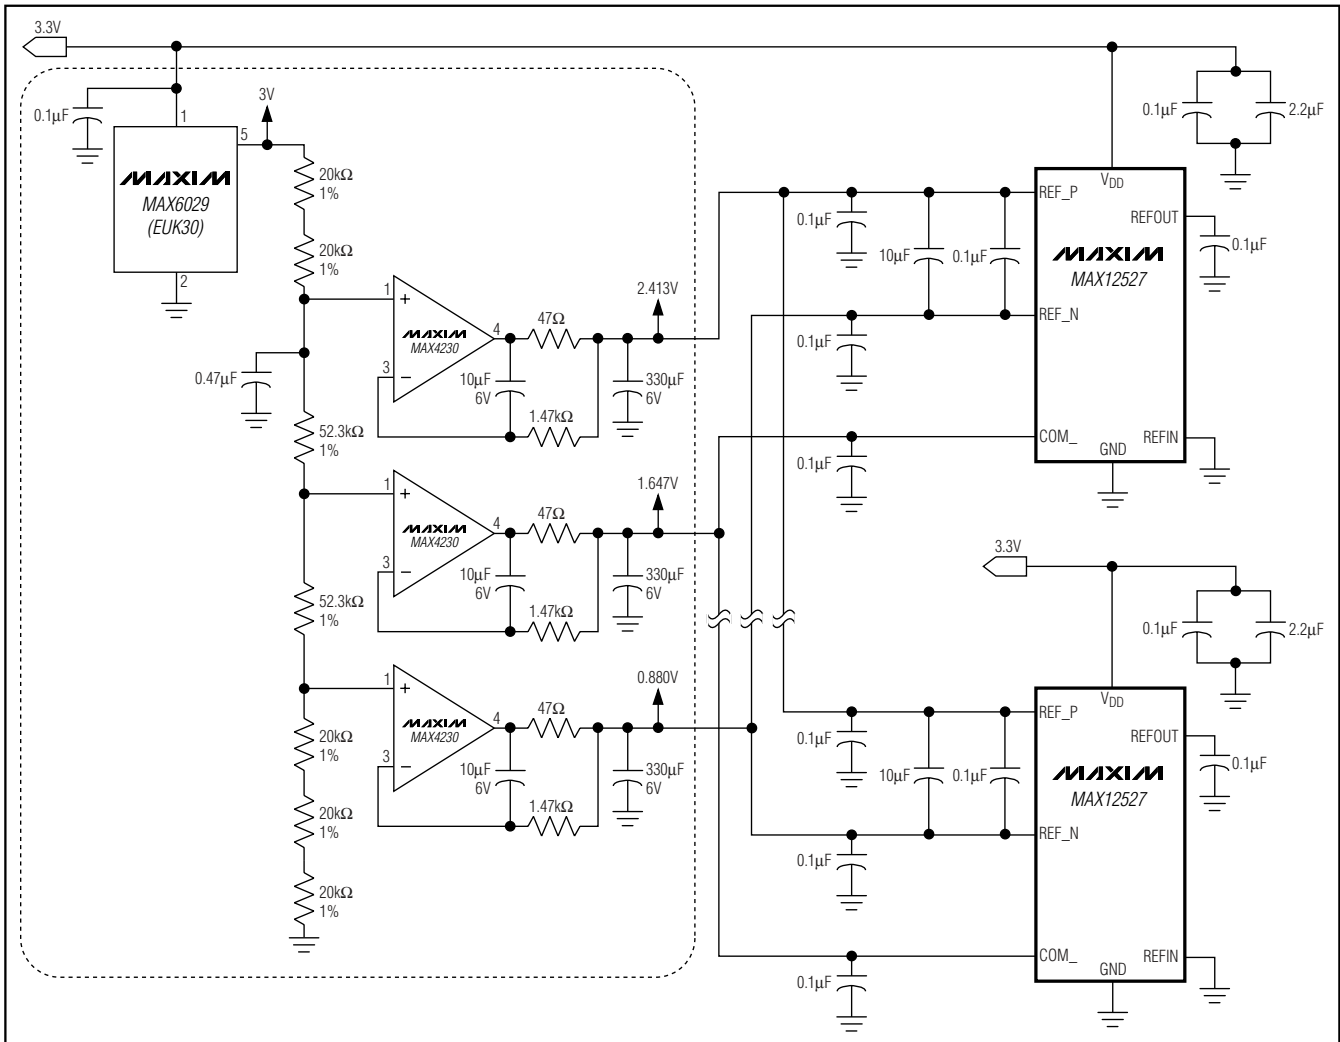 3.3V
0.1µF
1
3V
5
MAXIM
MAX6029
(EUK30)
2
20kΩ
1%
20kΩ
1%
0.47µF
52.3kΩ
1%
52.3kΩ
1%
20kΩ
1%
20kΩ
1%
20kΩ
1%
1
+
MAXIM
MAX4230
3
−
4
47Ω
10µF
6V
1.47kΩ
2.413V
330µF
6V
1
+
MAXIM
MAX4230
3
−
4
47Ω
10µF
6V
1.47kΩ
1.647V
330µF
6V
1
+
MAXIM
MAX4230
3
−
4
47Ω
10µF
6V
1.47kΩ
0.880V
330µF
6V
0.1µF
2.2µF
VDD
REF_P
REFOUT
0.1µF
MAXIM
MAX12527
REF_N
COM_
GND
REFIN
0.1µF
10µF
0.1µF
0.1µF
0.1µF
3.3V
0.1µF
2.2µF
VDD
REF_P
REFOUT
0.1µF
MAXIM
MAX12527
REF_N
COM_
GND
REFIN
0.1µF
10µF
0.1µF
0.1µF
0.1µF